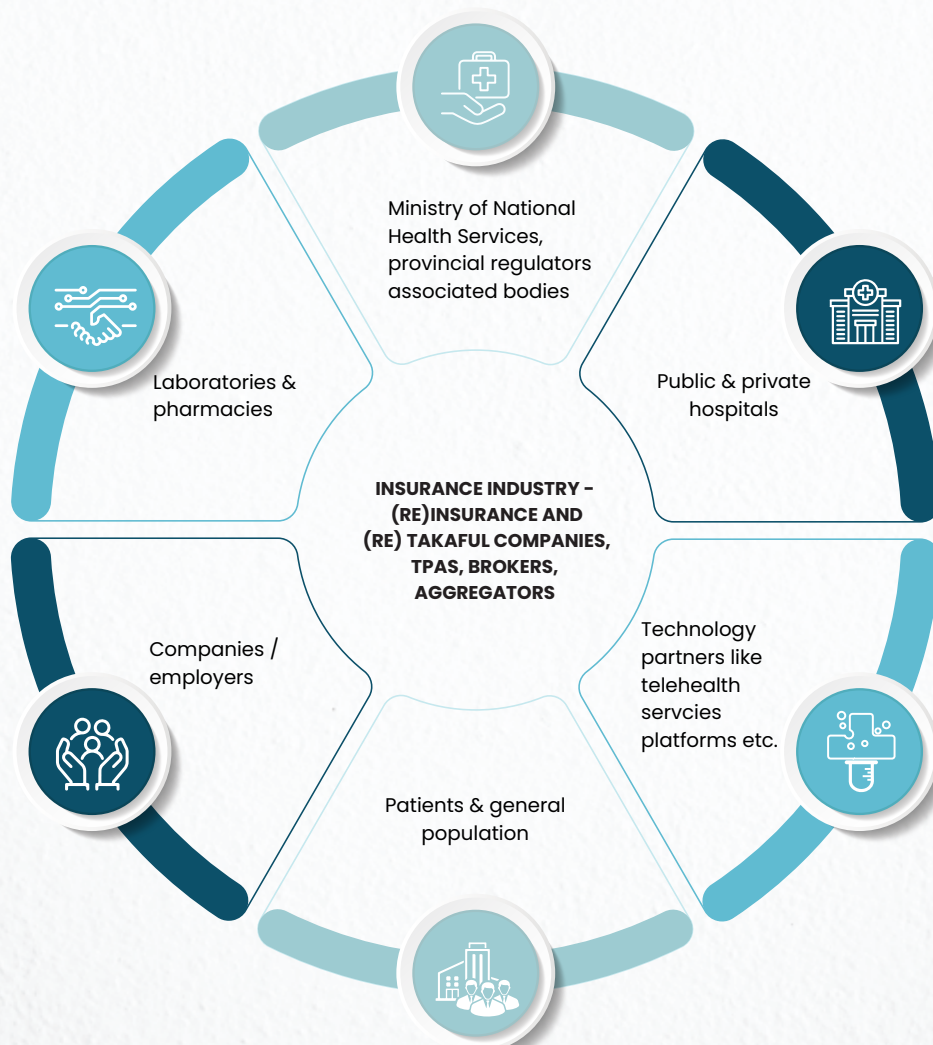 Ministry of National
Health Services,
provincial regulators
associated bodies
Laboratories &
pharmacies
Public & private
hospitals
INSURANCE INDUSTRY -
(RE)INSURANCE AND
(RE) TAKAFUL COMPANIES,
TPAS, BROKERS,
AGGREGATORS
Companies /
employers
Technology
partners like
telehealth
servcies
platforms etc.
Patients & general
population